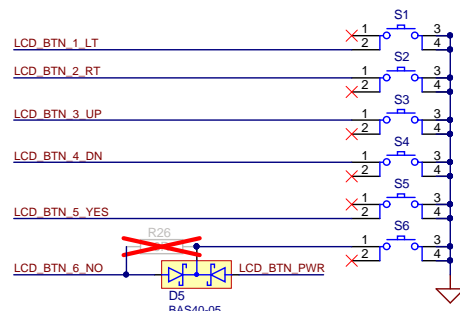 S1
1 3
LCD_BTN_1_LT 2 4
S2
LCD_BTN_2_RT 1 3
2 4
S3
LCD_BTN_3_UP 1 3
2 4
S4
LCD_BTN_4_DN 1 3
2 4
S5
1 3
LCD_BTN_5_YES 2 4
R26 S6
1 3
LCD_BTN_6_NO LCD_BTN_PWR 2 4
D5
BAS40-05